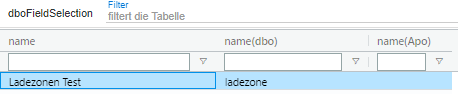 Filter
dboFieldSelection filtert die Tabelle
name name(dbo) name(Apo)
Ladezonen Test ladezone